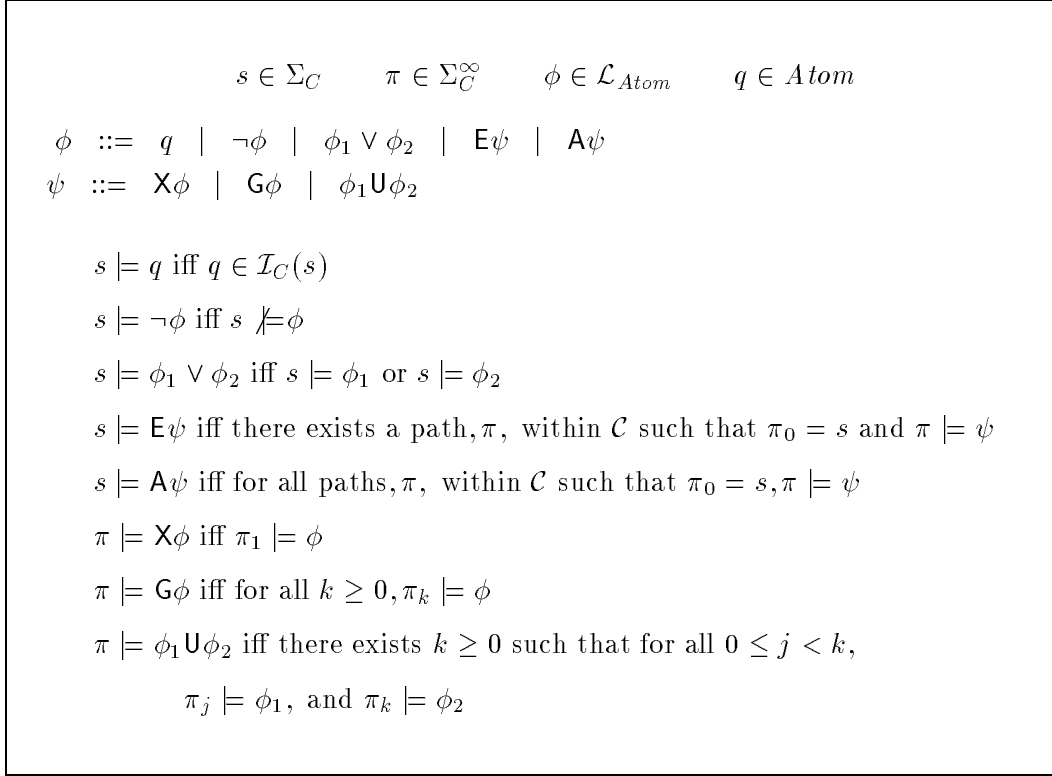 s ∈ Σ_C π ∈ Σ_C^∞ φ ∈ ℒ_Atom q ∈ Atom
φ ::= q | ¬φ | φ₁ ∨ φ₂ | Eψ | Aψ
ψ ::= Xφ | Gφ | φ₁Uφ₂
s ⊨ q iff q ∈ ℐ_C(s)
s ⊨ ¬φ iff s ⊭ φ
s ⊨ φ₁ ∨ φ₂ iff s ⊨ φ₁ or s ⊨ φ₂
s ⊨ Eψ iff there exists a path, π, within 𝒞 such that π₀ = s and π ⊨ ψ
s ⊨ Aψ iff for all paths, π, within 𝒞 such that π₀ = s, π ⊨ ψ
π ⊨ Xφ iff π₁ ⊨ φ
π ⊨ Gφ iff for all k ≥ 0, π_k ⊨ φ
π ⊨ φ₁Uφ₂ iff there exists k ≥ 0 such that for all 0 ≤ j < k,
π_j ⊨ φ₁, and π_k ⊨ φ₂